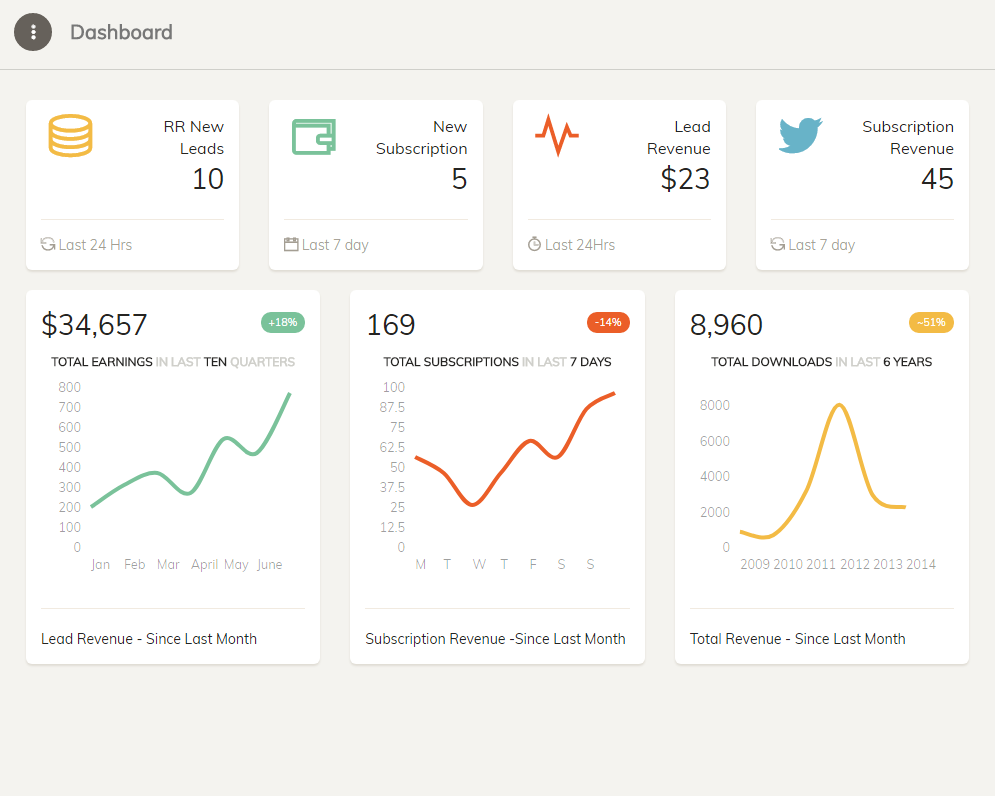 Dashboard
RR New
Leads
10
Last 24 Hrs
New
Subscription
5
Last 7 day
Lead
Revenue
$23
Last 24Hrs
Subscription
Revenue
45
Last 7 day
$34,657
+18%
TOTAL EARNINGS IN LAST TEN QUARTERS
800
700
600
500
400
300
200
100
0
Jan Feb Mar April May June
Lead Revenue - Since Last Month
169
-14%
TOTAL SUBSCRIPTIONS IN LAST 7 DAYS
100
87.5
75
62.5
50
37.5
25
12.5
0
M T W T F S S
Subscription Revenue -Since Last Month
8,960
~51%
TOTAL DOWNLOADS IN LAST 6 YEARS
8000
6000
4000
2000
0
2009 2010 2011 2012 2013 2014
Total Revenue - Since Last Month